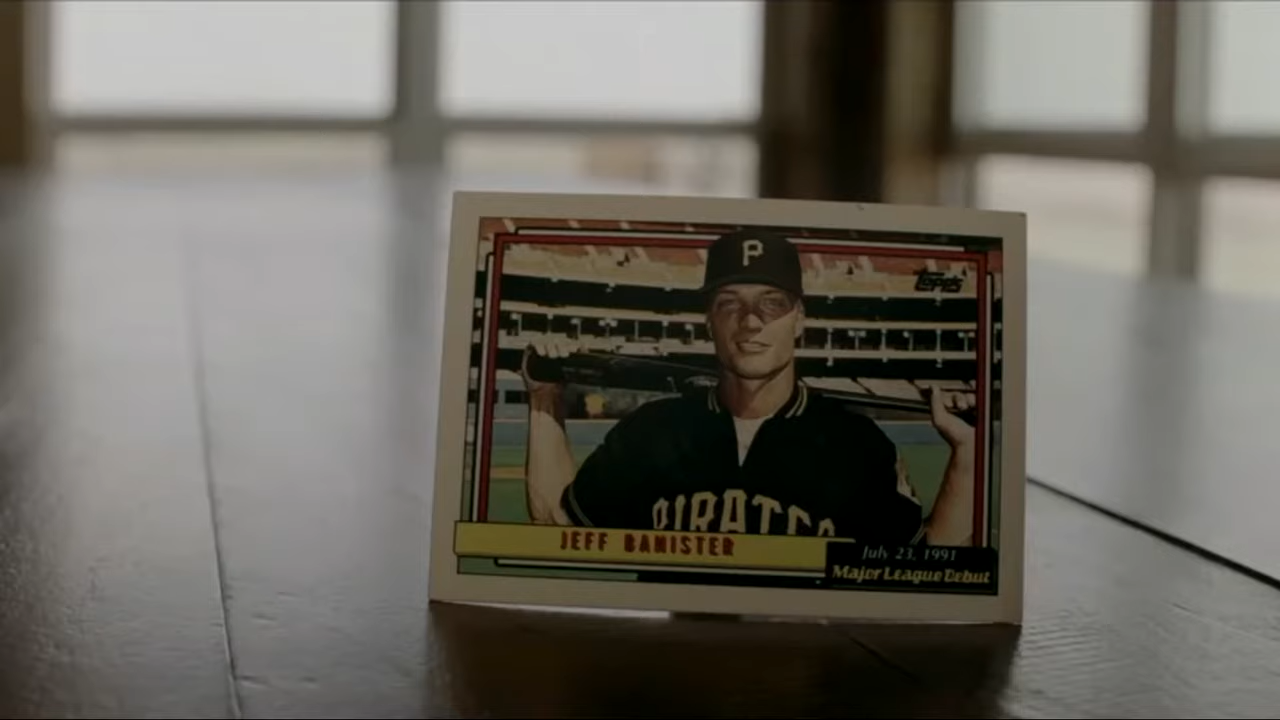 P
Topps
PIRATES
JEFF BANISTER
July 23, 1991
Major League Debut